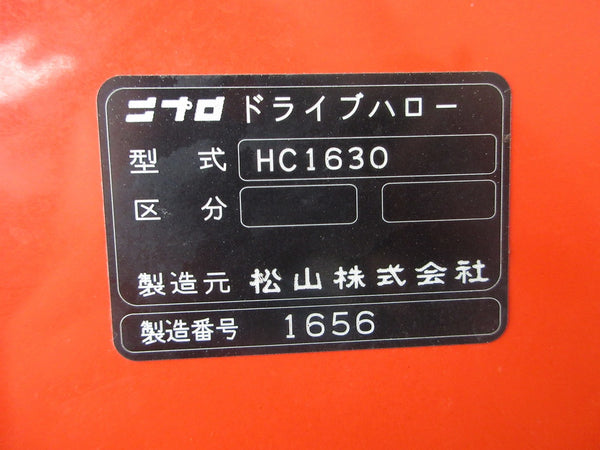 ニプロ ドライブハロー
型式 HC1630
区分
製造元 松山株式会社
製造番号 1656